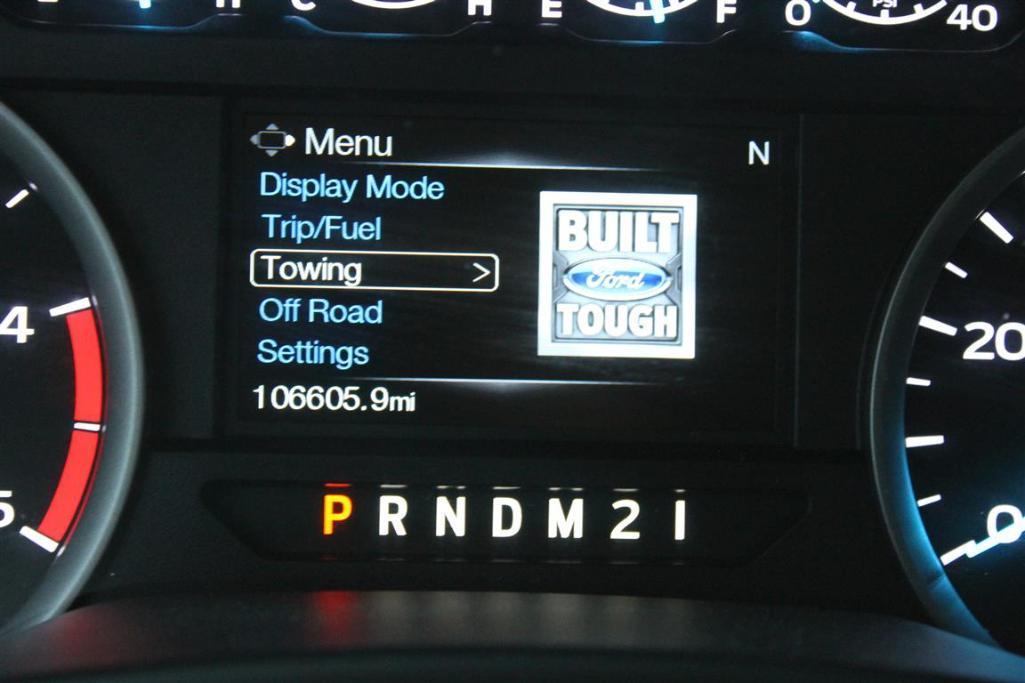 H C H E F 0 PSI 40
Menu N
Display Mode
Trip/Fuel
Towing >
Off Road
Settings
106605.9mi
BUILT
Ford
TOUGH
4
5
20
0
P R N D M 2 1